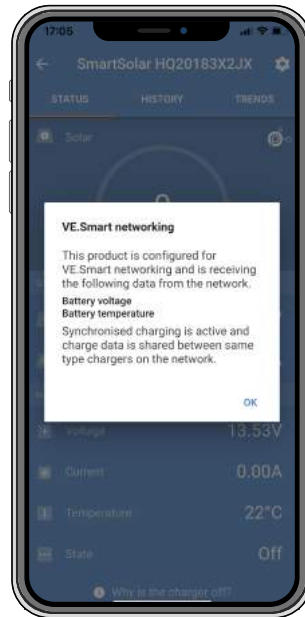 17:05
SmartSolar HQ20183X2JX
STATUS HISTORY TRENDS
Solar
VE.Smart networking
This product is configured for
VE.Smart networking and is receiving
the following data from the network.
Battery voltage
Battery temperature
Synchronised charging is active and
charge data is shared between same
type chargers on the network.
OK
Voltage 13.53V
Current 0.00A
Temperature 22°C
State Off
Why is the charger off?